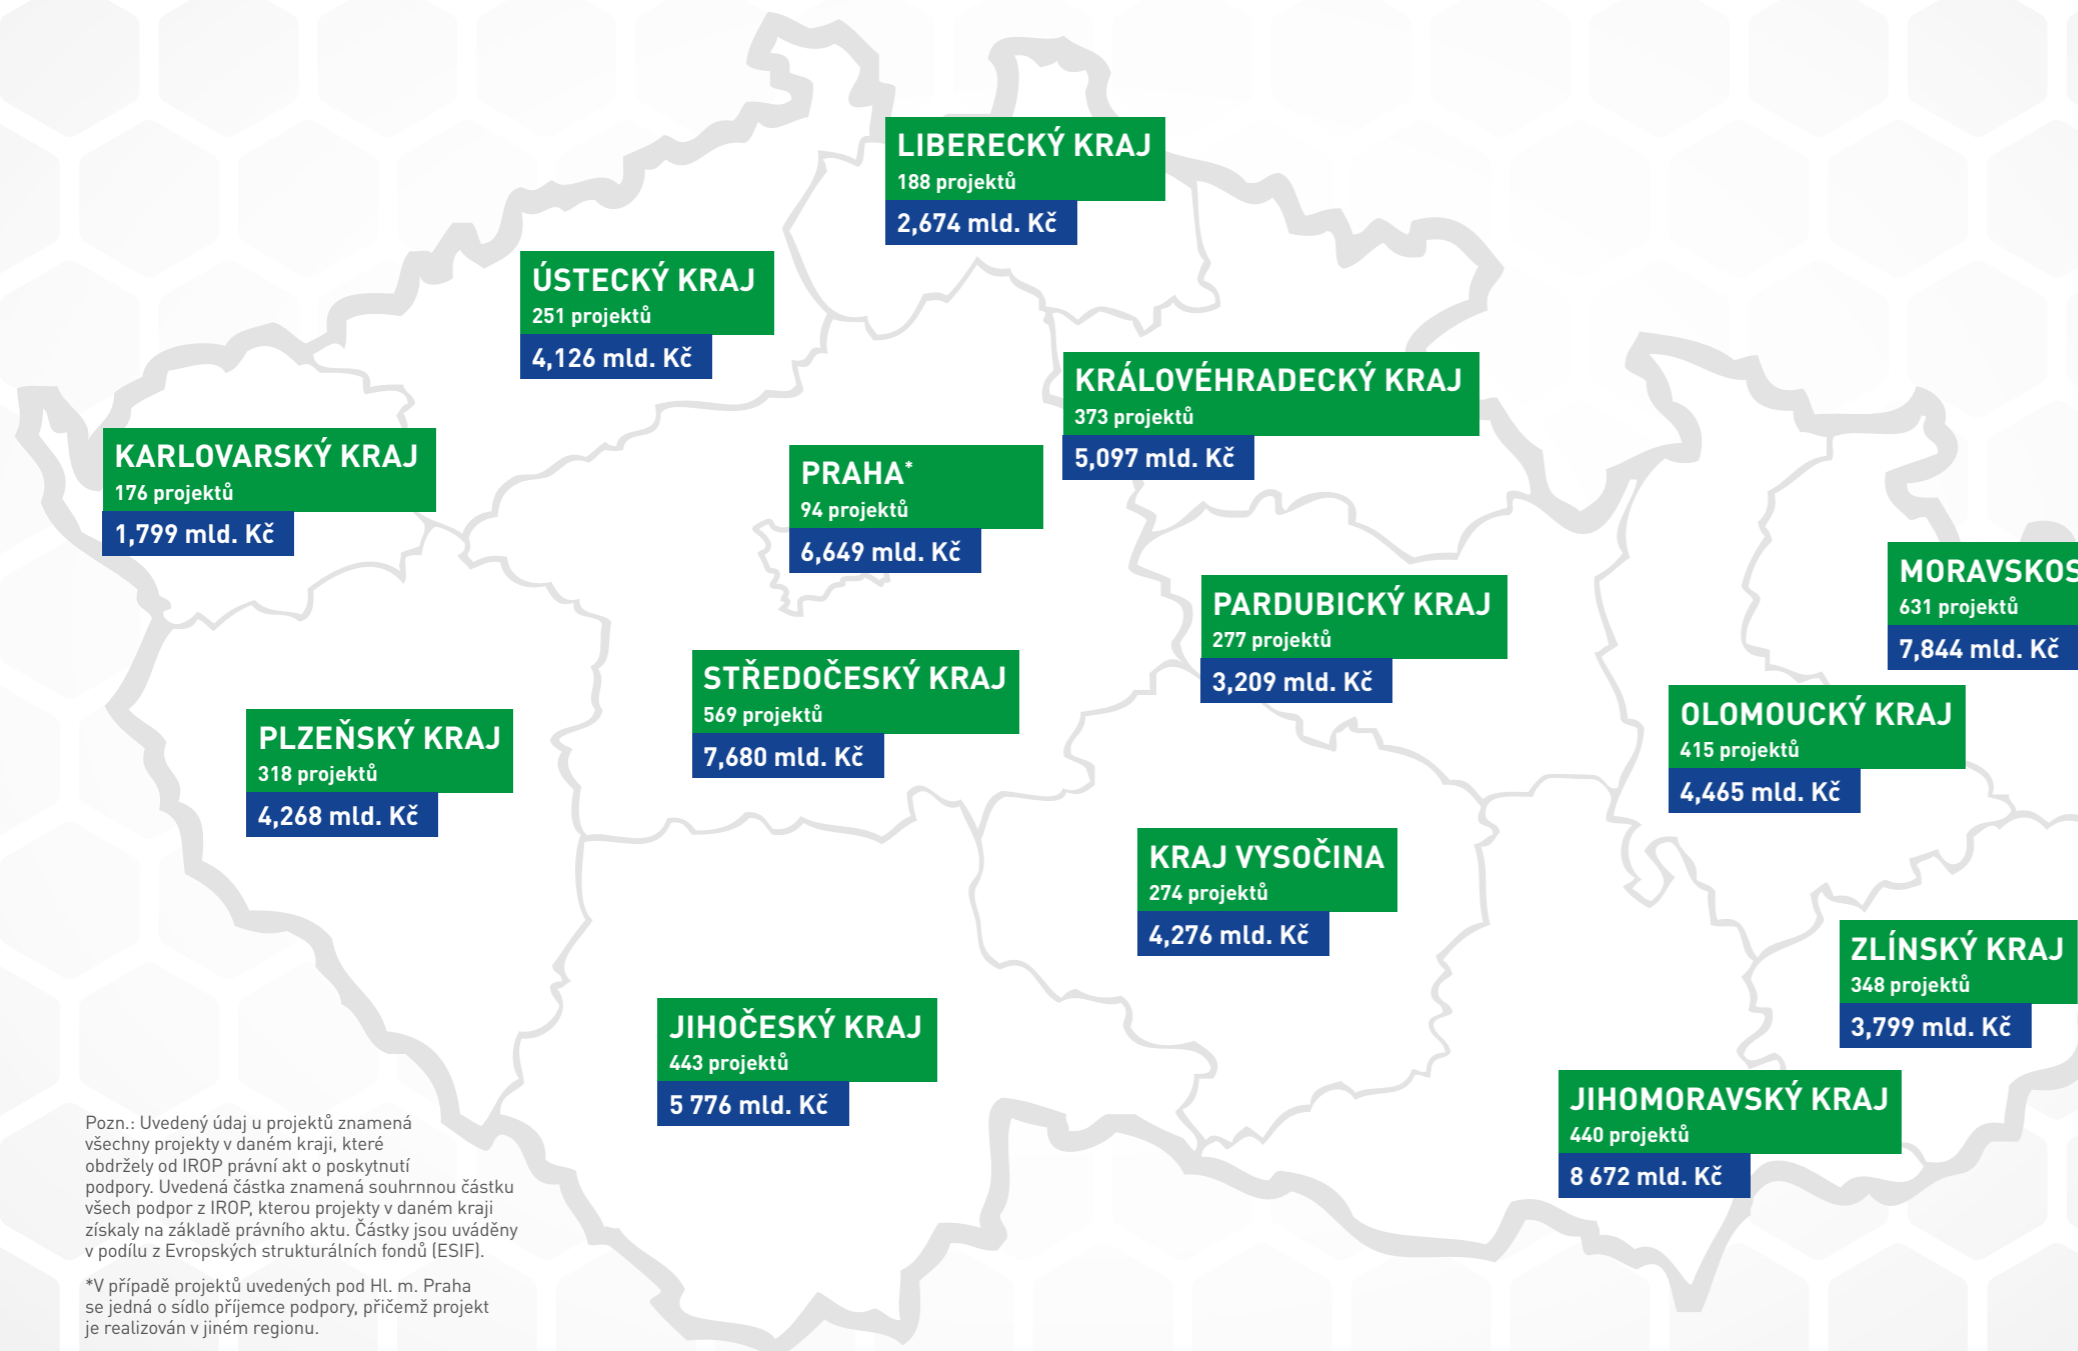 LIBERECKÝ KRAJ
188 projektů
2,674 mld. Kč
ÚSTECKÝ KRAJ
251 projektů
4,126 mld. Kč
KRÁLOVÉHRADECKÝ KRAJ
373 projektů
5,097 mld. Kč
KARLOVARSKÝ KRAJ
176 projektů
1,799 mld. Kč
PRAHA*
94 projektů
6,649 mld. Kč
MORAVSKOS
631 projektů
7,844 mld. Kč
PARDUBICKÝ KRAJ
277 projektů
3,209 mld. Kč
STŘEDOČESKÝ KRAJ
569 projektů
7,680 mld. Kč
OLOMOUCKÝ KRAJ
415 projektů
4,465 mld. Kč
PLZEŇSKÝ KRAJ
318 projektů
4,268 mld. Kč
KRAJ VYSOČINA
274 projektů
4,276 mld. Kč
ZLÍNSKÝ KRAJ
348 projektů
3,799 mld. Kč
JIHOČESKÝ KRAJ
443 projektů
5 776 mld. Kč
JIHOMORAVSKÝ KRAJ
440 projektů
8 672 mld. Kč
Pozn.: Uvedený údaj u projektů znamená
všechny projekty v daném kraji, které
obdržely od IROP právní akt o poskytnutí
podpory. Uvedená částka znamená souhrnnou částku
všech podpor z IROP, kterou projekty v daném kraji
získaly na základě právního aktu. Částky jsou uváděny
v podílu z Evropských strukturálních fondů (ESIF).
*V případě projektů uvedených pod Hl. m. Praha
se jedná o sídlo příjemce podpory, přičemž projekt
je realizován v jiném regionu.